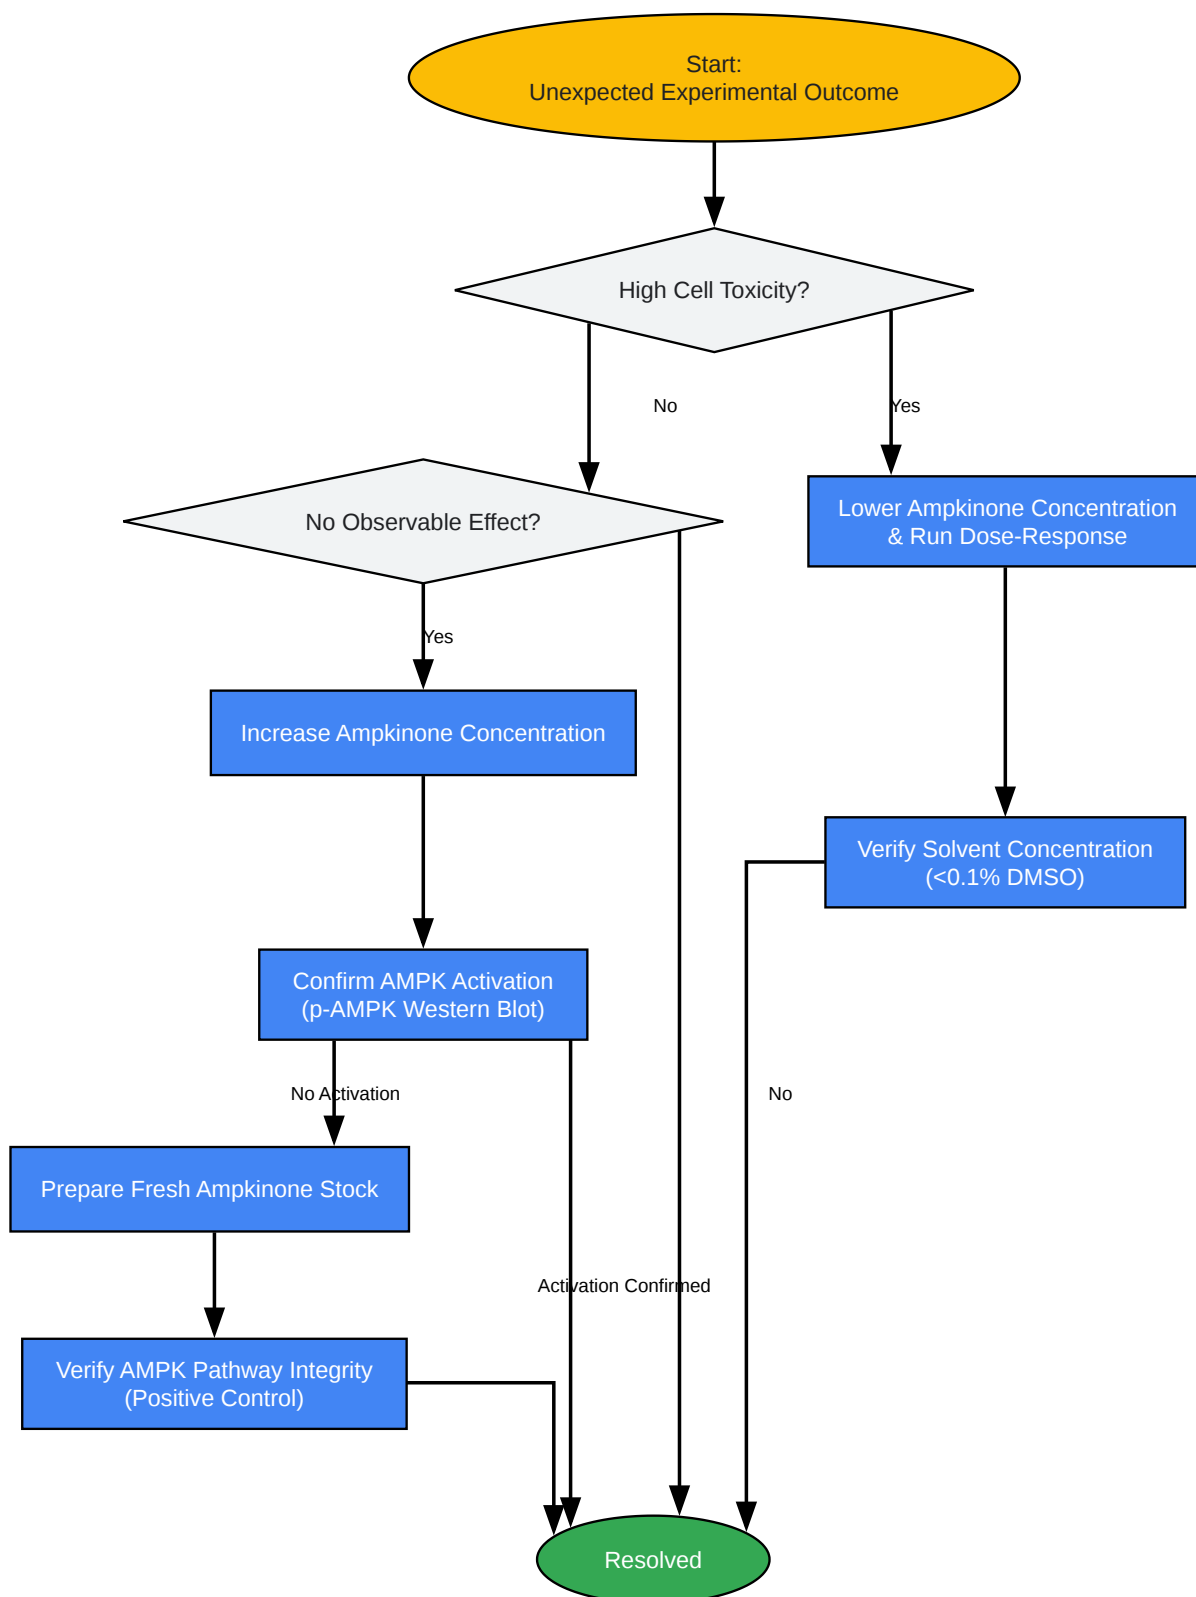 Start:
Unexpected Experimental Outcome
High Cell Toxicity?
No
Yes
No Observable Effect?
Lower Ampkinone Concentration
& Run Dose-Response
Yes
Increase Ampkinone Concentration
Verify Solvent Concentration
(<0.1% DMSO)
Confirm AMPK Activation
(p-AMPK Western Blot)
No Activation
No
Prepare Fresh Ampkinone Stock
Activation Confirmed
Verify AMPK Pathway Integrity
(Positive Control)
Resolved